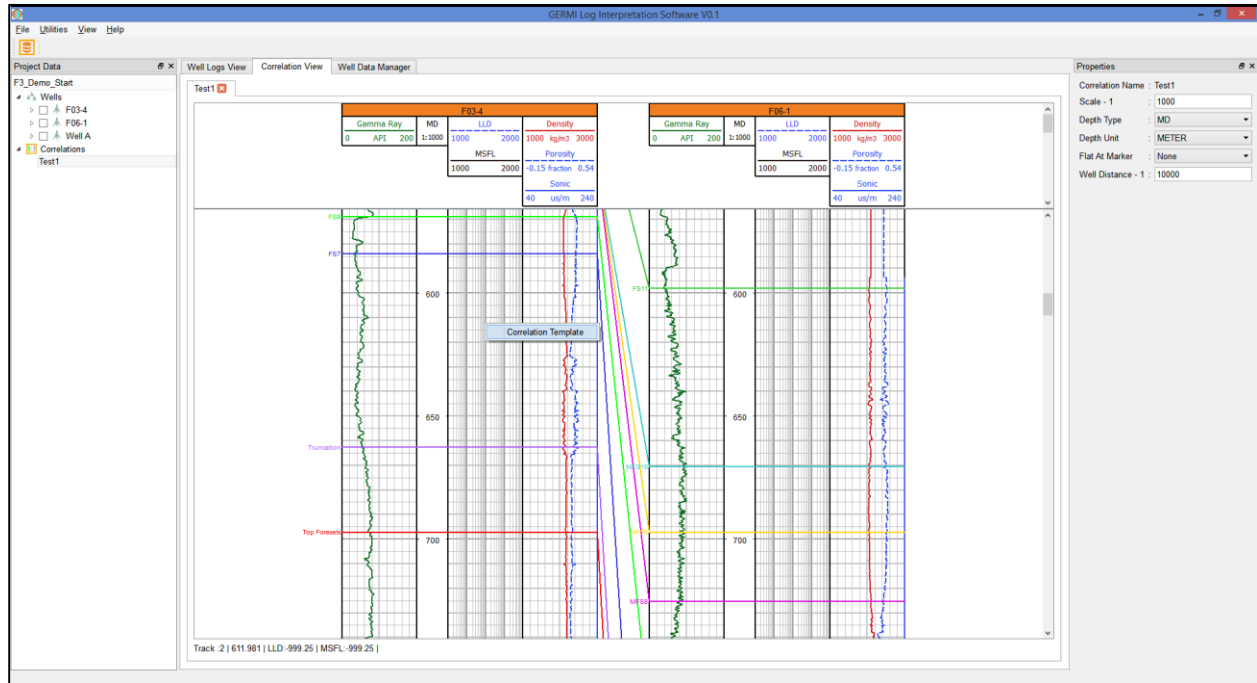 GERMI Log Interpretation Software V0.1
File Utilities View Help
Project Data
F3_Demo_Start
Wells
F03-4
F06-1
Well A
Correlations
Test1
Well Logs View Correlation View Well Data Manager
Test1
F03-4
Gamma Ray MD LLD Density
0 API 200 1:1000 1000 2000 1000 kg/m3 3000
MSFL Porosity
1000 2000 -0.15 fraction 0.54
Sonic
40 us/m 240
F06-1
Gamma Ray MD LLD Density
0 API 200 1:1000 1000 2000 1000 kg/m3 3000
MSFL Porosity
1000 2000 -0.15 fraction 0.54
Sonic
40 us/m 240
FS8
FS7
600
Correlation Template
650
Truncation
Top Foresets
700
FS11
600
650
700
MFS8
Track :2 | 611.981 | LLD:-999.25 | MSFL:-999.25 |
Properties
Correlation Name : Test1
Scale - 1 : 1000
Depth Type : MD
Depth Unit : METER
Flat At Marker : None
Well Distance - 1 : 10000